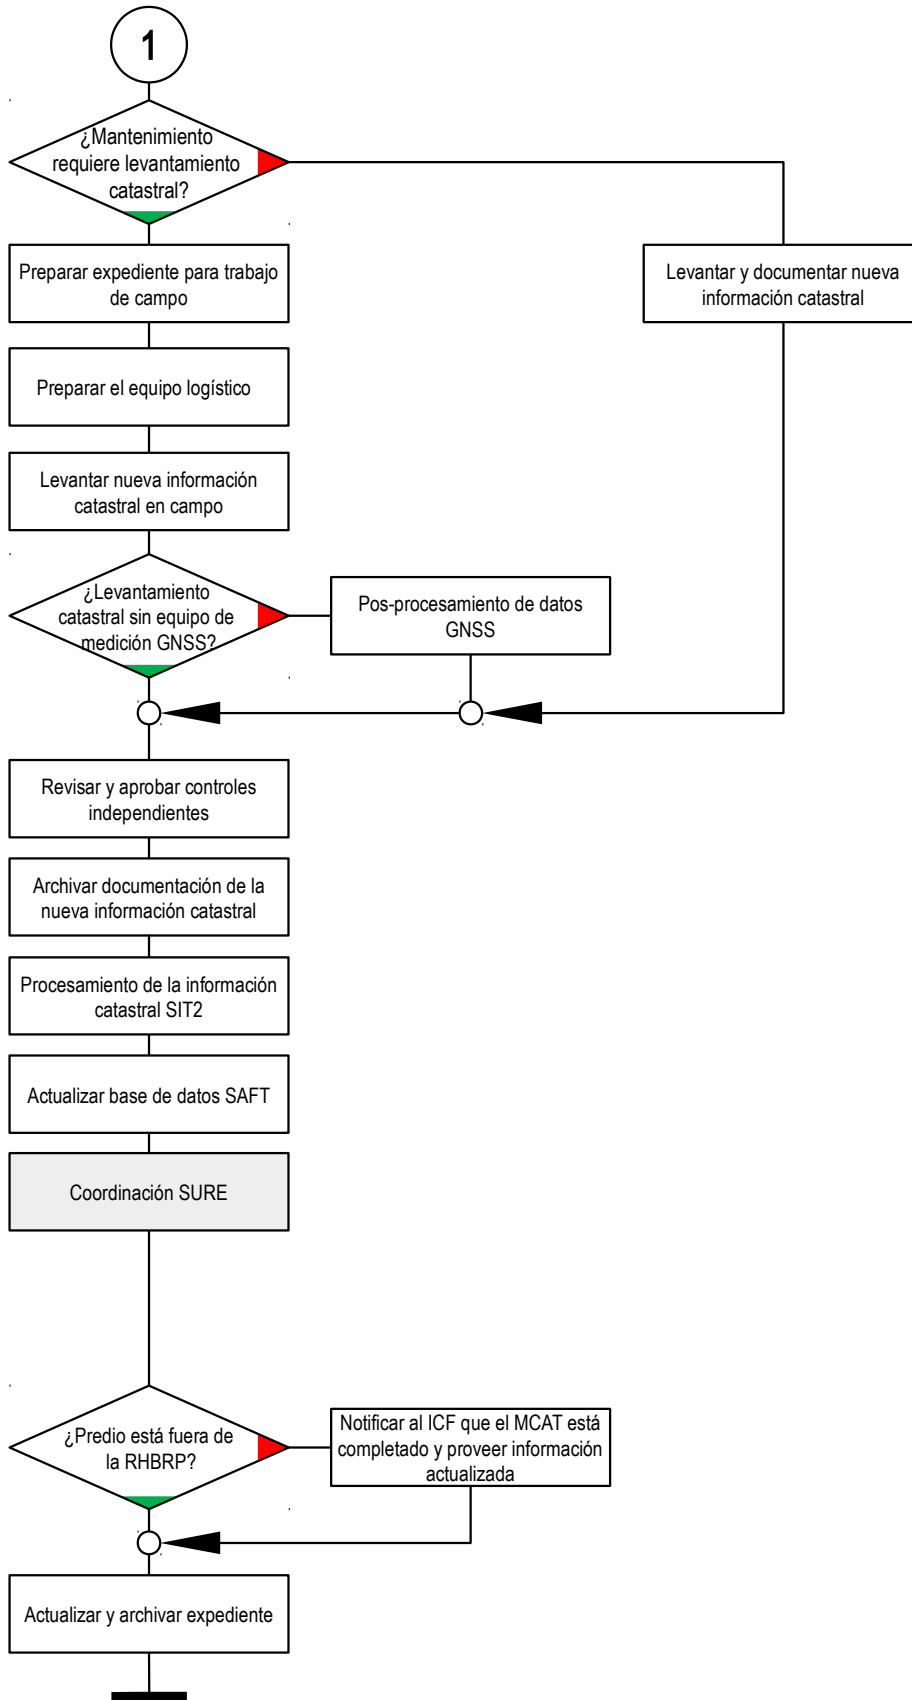 1
¿Mantenimiento
requiere levantamiento
catastral?
Preparar expediente para trabajo
de campo
Levantar y documentar nueva
información catastral
Preparar el equipo logístico
Levantar nueva información
catastral en campo
¿Levantamiento
catastral sin equipo de
medición GNSS?
Pos-procesamiento de datos
GNSS
Revisar y aprobar controles
independientes
Archivar documentación de la
nueva información catastral
Procesamiento de la información
catastral SIT2
Actualizar base de datos SAFT
Coordinación SURE
¿Predio está fuera de
la RHBRP?
Notificar al ICF que el MCAT está
completado y proveer información
actualizada
Actualizar y archivar expediente